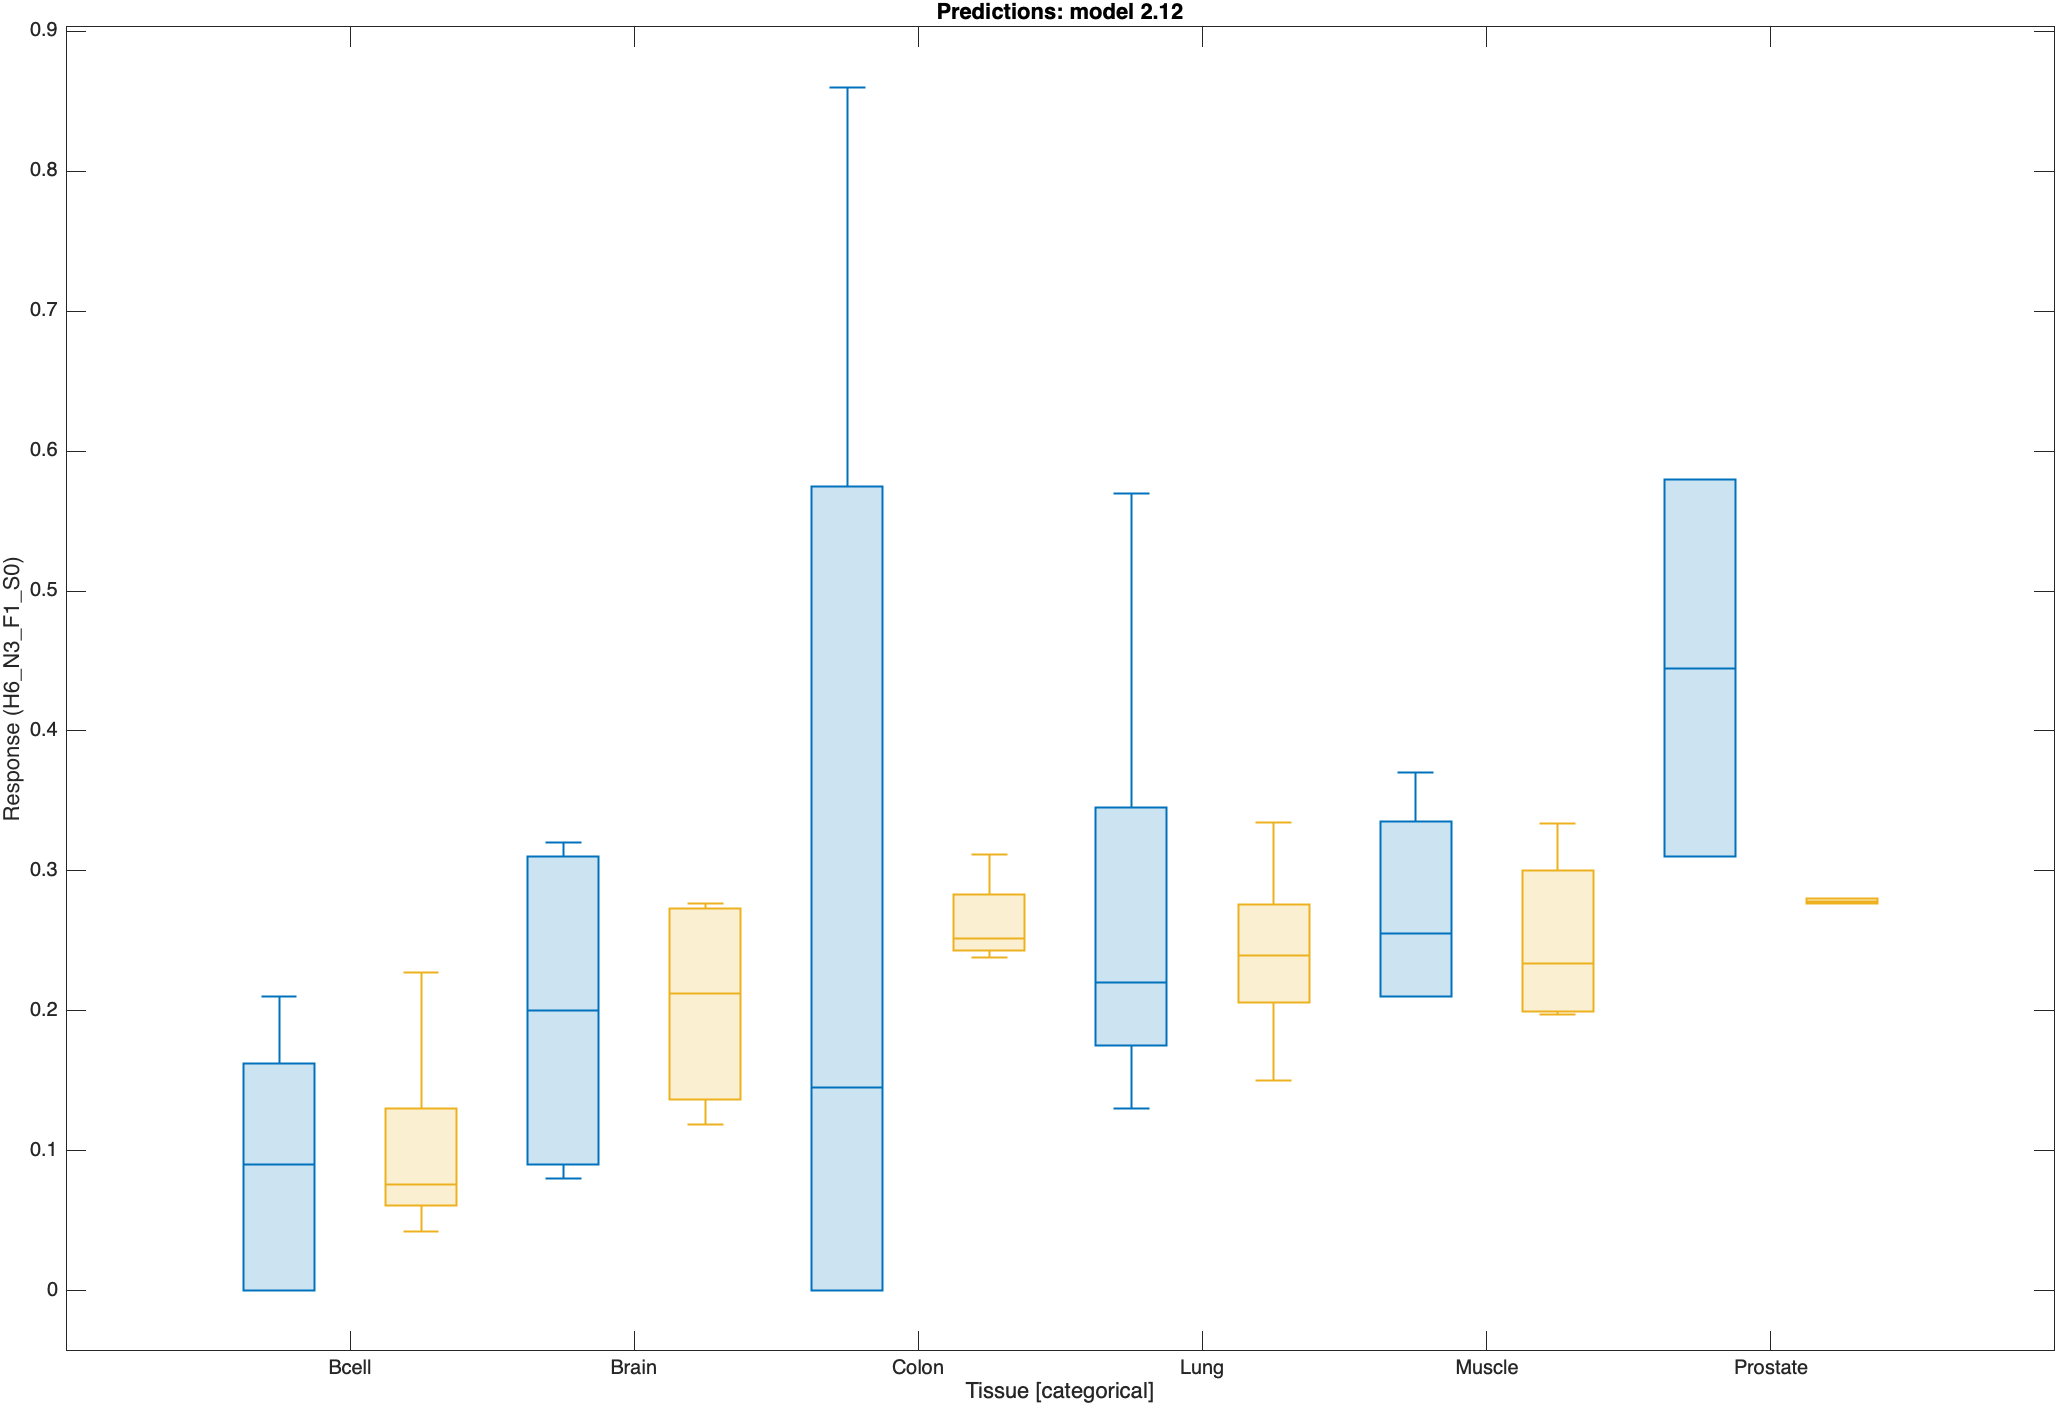 Predictions: model 2.12
0.9
0.8
0.7
0.6
0.5
0.4
0.3
0.2
0.1
0
Response (H6_N3_F1_S0)
Bcell Brain Colon Lung Muscle Prostate
Tissue [categorical]